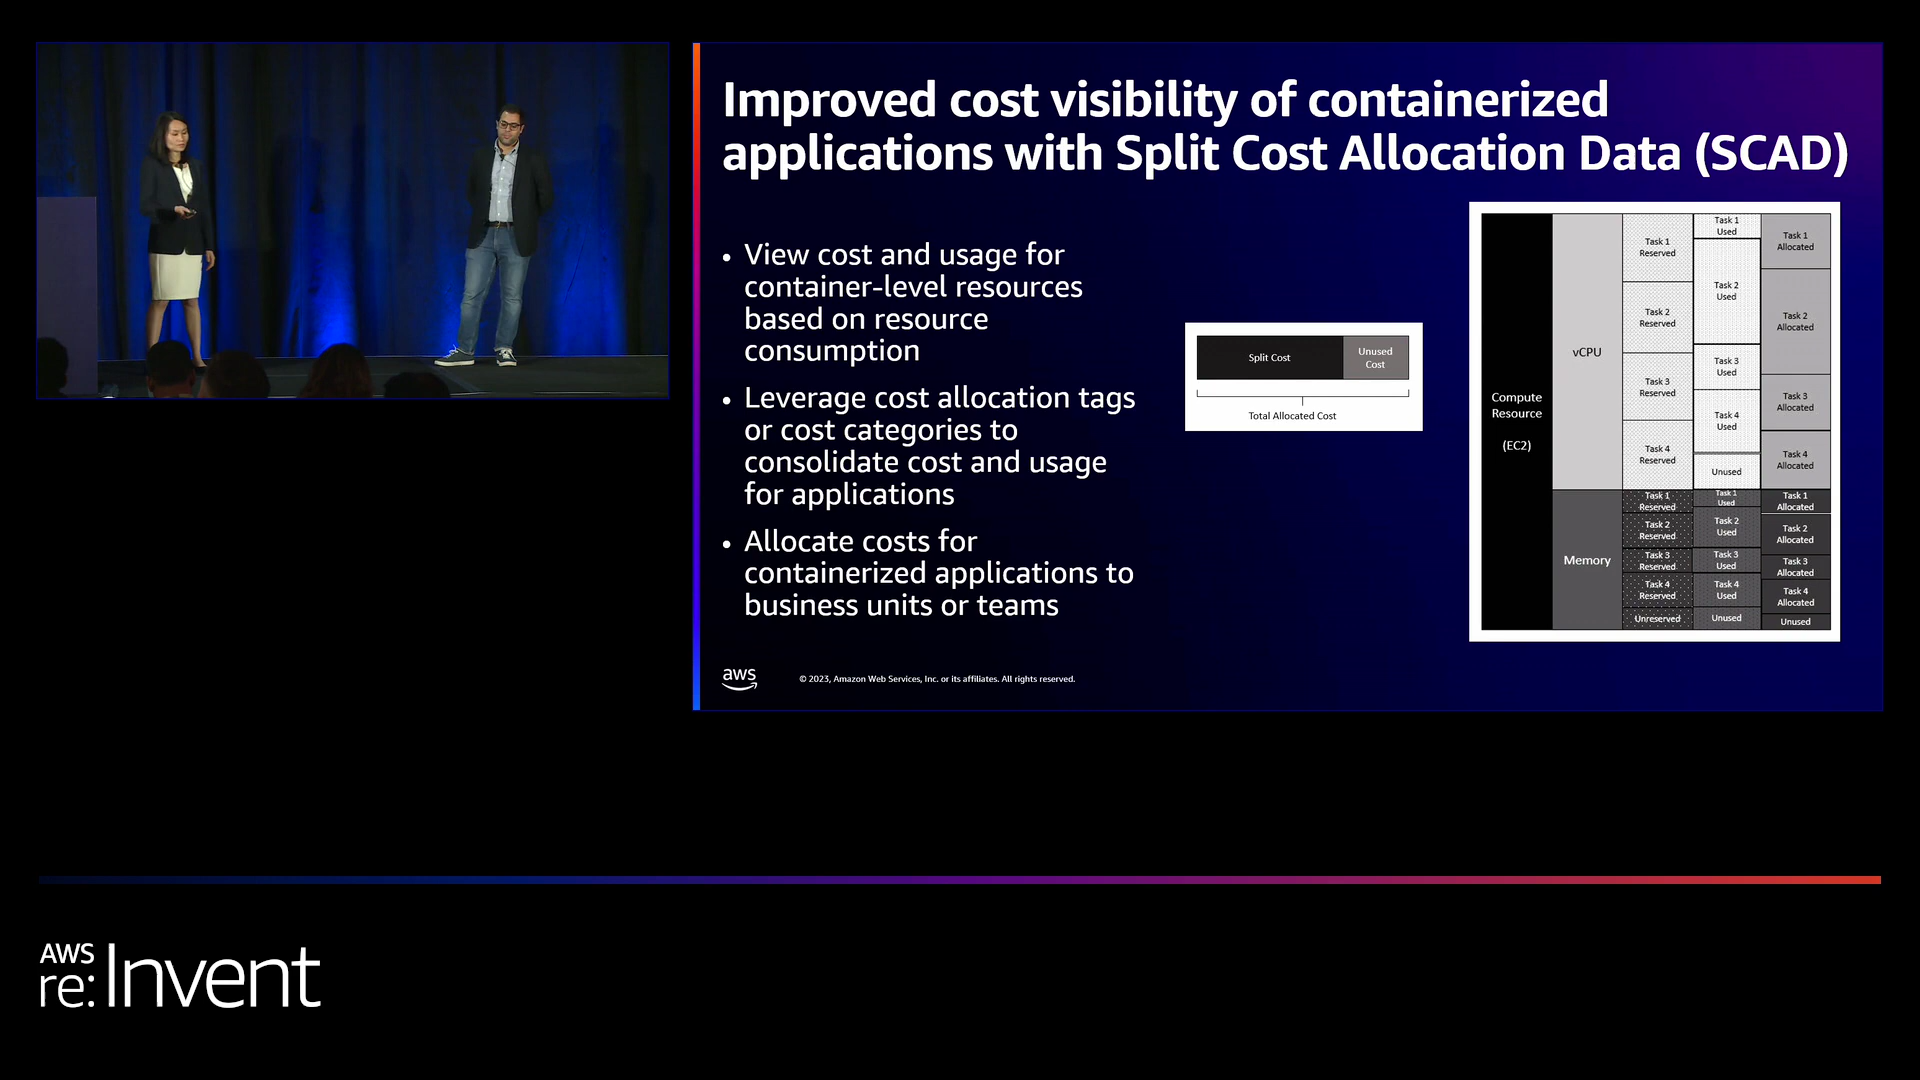 Improved cost visibility of containerized
applications with Split Cost Allocation Data (SCAD)
• View cost and usage for
container-level resources
based on resource
consumption
• Leverage cost allocation tags
or cost categories to
consolidate cost and usage
for applications
• Allocate costs for
containerized applications to
business units or teams
Split Cost
Unused
Cost
Total Allocated Cost
Compute
Resource
(EC2)
vCPU
Task 1
Reserved
Task 2
Reserved
Task 3
Reserved
Task 4
Reserved
Task 1
Used
Task 2
Used
Task 3
Used
Task 4
Used
Unused
Task 1
Allocated
Task 2
Allocated
Task 3
Allocated
Task 4
Allocated
Memory
Task 1
Reserved
Task 2
Reserved
Task 3
Reserved
Task 4
Reserved
Unreserved
Task 1
Used
Task 2
Used
Task 3
Used
Task 4
Used
Unused
Task 1
Allocated
Task 2
Allocated
Task 3
Allocated
Task 4
Allocated
Unused
aws
© 2023, Amazon Web Services, Inc. or its affiliates. All rights reserved.
AWS
re:Invent